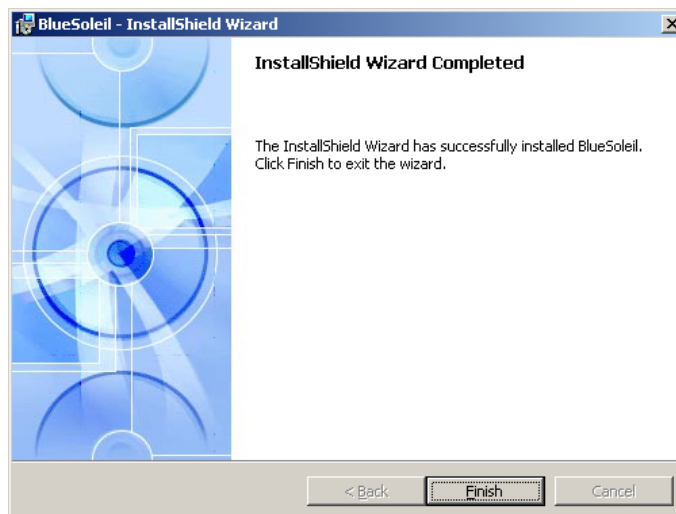 BlueSoleil - InstallShield Wizard
InstallShield Wizard Completed
The InstallShield Wizard has successfully installed BlueSoleil.
Click Finish to exit the wizard.
< Back
Finish
Cancel